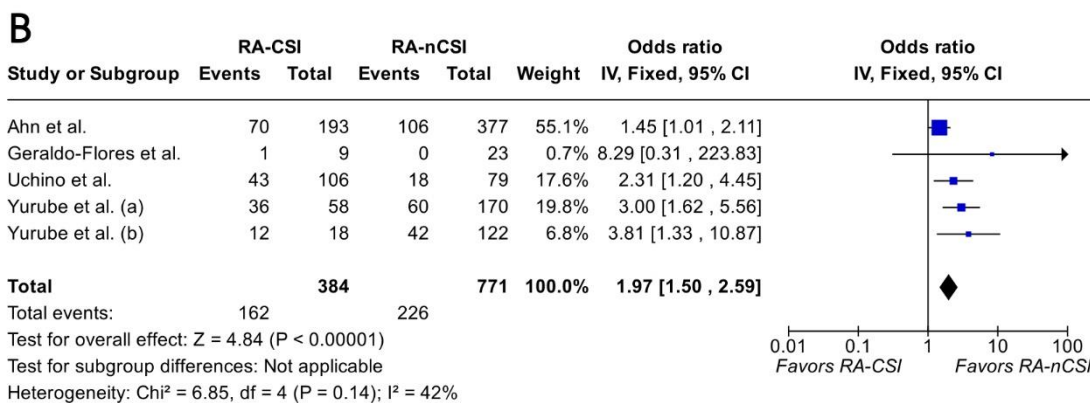 B
RA-CSI RA-nCSI Odds ratio Odds ratio
Study or Subgroup Events Total Events Total Weight IV, Fixed, 95% CI IV, Fixed, 95% CI
Ahn et al. 70 193 106 377 55.1% 1.45 [1.01 , 2.11]
Geraldo-Flores et al. 1 9 0 23 0.7% 8.29 [0.31 , 223.83]
Uchino et al. 43 106 18 79 17.6% 2.31 [1.20 , 4.45]
Yurube et al. (a) 36 58 60 170 19.8% 3.00 [1.62 , 5.56]
Yurube et al. (b) 12 18 42 122 6.8% 3.81 [1.33 , 10.87]
Total 384 771 100.0% 1.97 [1.50 , 2.59]
Total events: 162 226
Test for overall effect: Z = 4.84 (P < 0.00001)
Test for subgroup differences: Not applicable
Heterogeneity: Chi² = 6.85, df = 4 (P = 0.14); I² = 42%
0.01 0.1 1 10 100
Favors RA-CSI Favors RA-nCSI